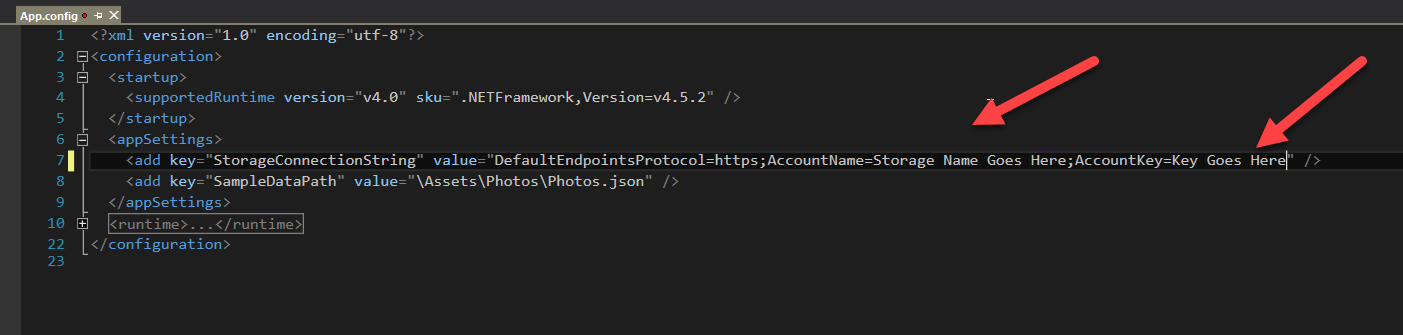 App.config
1 <?xml version="1.0" encoding="utf-8"?>
2 <configuration>
3 <startup>
4 <supportedRuntime version="v4.0" sku=".NETFramework,Version=v4.5.2" />
5 </startup>
6 <appSettings>
7 <add key="StorageConnectionString" value="DefaultEndpointsProtocol=https;AccountName=Storage Name Goes Here;AccountKey=Key Goes Here" />
8 <add key="SampleDataPath" value="\Assets\Photos\Photos.json" />
9 </appSettings>
10 <runtime>...</runtime>
22 </configuration>
23